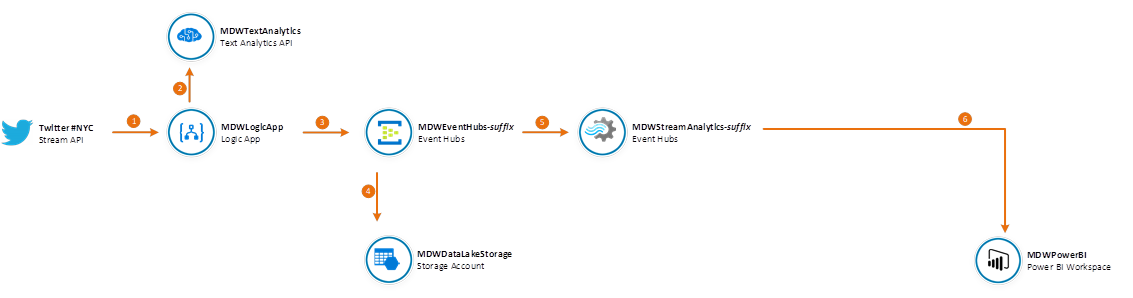 MDWTextAnalytics
Text Analytics API
2
Twitter #NYC
Stream API
1
MDWLogicApp
Logic App
3
MDWEventHubs-suffix
Event Hubs
5
MDWStreamAnalytics-suffix
Event Hubs
6
4
MDWDataLakeStorage
Storage Account
MDWPowerBI
Power BI Workspace